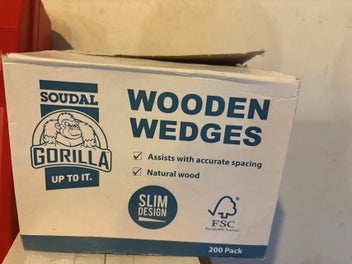 SOUDAL
GORILLA
UP TO IT.
WOODEN
WEDGES
Assists with accurate spacing
Natural wood
SLIM
DESIGN
FSC
200 Pack